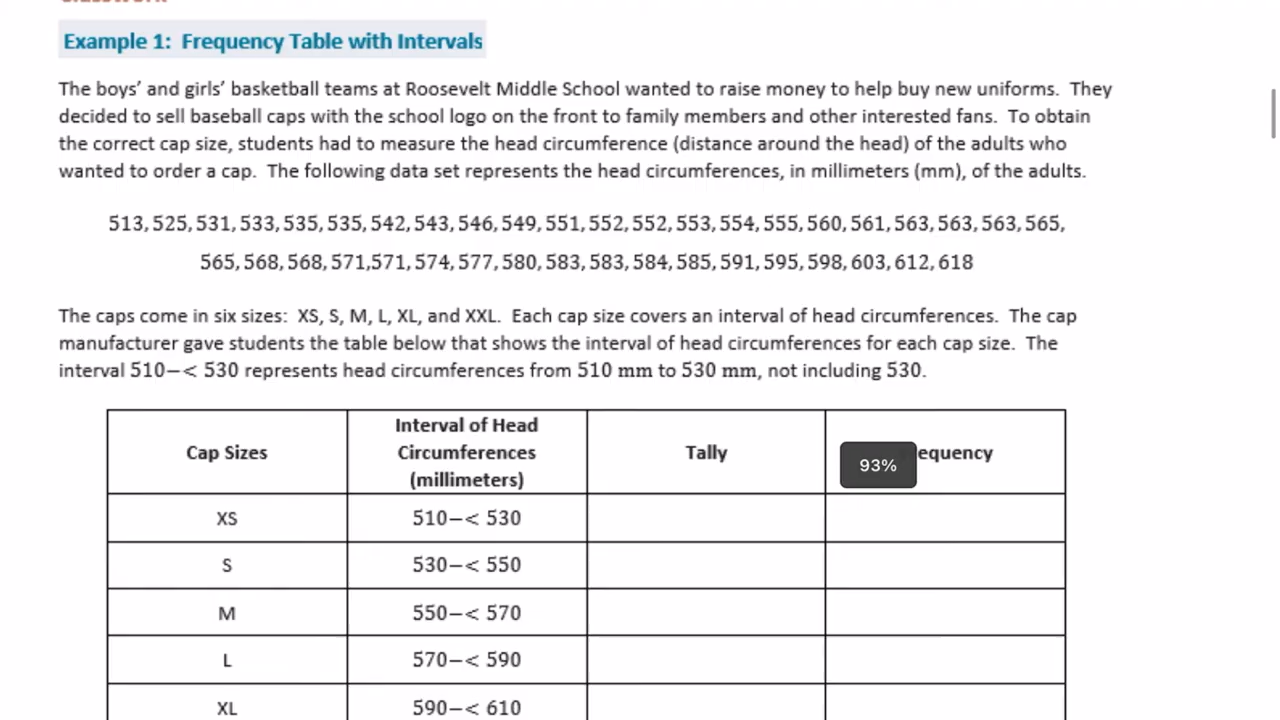 Example 1: Frequency Table with Intervals
The boys’ and girls’ basketball teams at Roosevelt Middle School wanted to raise money to help buy new uniforms. They
decided to sell baseball caps with the school logo on the front to family members and other interested fans. To obtain
the correct cap size, students had to measure the head circumference (distance around the head) of the adults who
wanted to order a cap. The following data set represents the head circumferences, in millimeters (mm), of the adults.
513, 525, 531, 533, 535, 535, 542, 543, 546, 549, 551, 552, 552, 553, 554, 555, 560, 561, 563, 563, 563, 565,
565, 568, 568, 571,571, 574, 577, 580, 583, 583, 584, 585, 591, 595, 598, 603, 612, 618
The caps come in six sizes: XS, S, M, L, XL, and XXL. Each cap size covers an interval of head circumferences. The cap
manufacturer gave students the table below that shows the interval of head circumferences for each cap size. The
interval 510−< 530 represents head circumferences from 510 mm to 530 mm, not including 530.
Cap Sizes
Interval of Head
Circumferences
(millimeters)
Tally
93%
equency
XS 510−< 530
S 530−< 550
M 550−< 570
L 570−< 590
XL 590−< 610